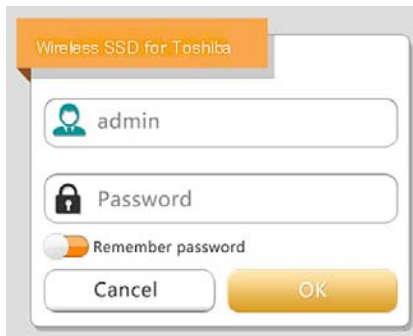 Wireless SSD for Toshiba
admin
Password
Remember password
Cancel
OK